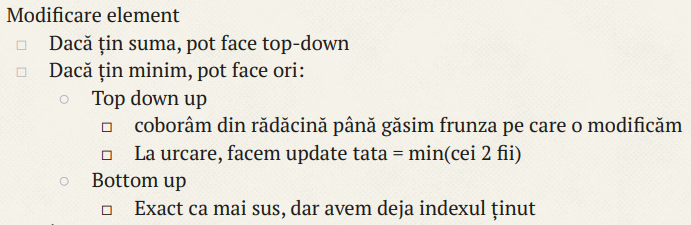 Modificare element
Dacă țin suma, pot face top-down
Dacă țin minim, pot face ori:
Top down up
coborâm din rădăcină până găsim frunza pe care o modificăm
La urcare, facem update tata = min(cei 2 fii)
Bottom up
Exact ca mai sus, dar avem deja indexul ținut